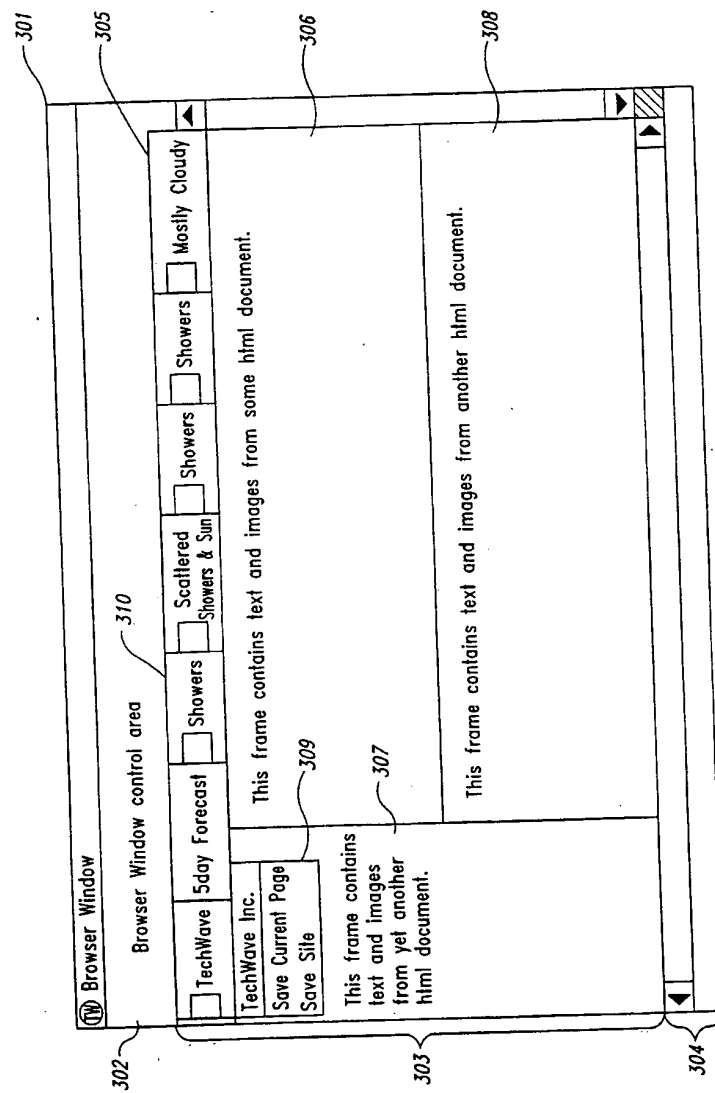 301
TW Browser Window
302
Browser Window control area
310
305
TechWave
5day Forecast
Showers
Scattered
Showers & Sun
Showers
Showers
Mostly Cloudy
TechWave Inc.
Save Current Page
Save Site
309
This frame contains text and images from some html document.
306
This frame contains
text and images
from yet another
html document.
307
This frame contains text and images from another html document.
308
303
304